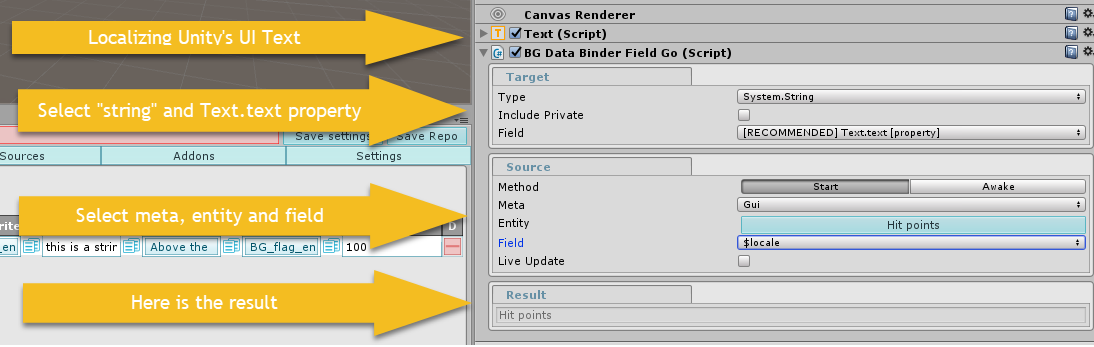 Localizing Unity's UI Text
Select "string" and Text.text property
Save settings
Save Repo
Sources
Addons
Settings
Select meta, entity and field
D
_en
this is a strir
Above the
BG_flag_en
100
Here is the result
Canvas Renderer
Text (Script)
BG Data Binder Field Go (Script)
Target
Type
System.String
Include Private
Field
[RECOMMENDED] Text.text [property]
Source
Method
Start
Awake
Meta
Gui
Entity
Hit points
Field
$locale
Live Update
Result
Hit points